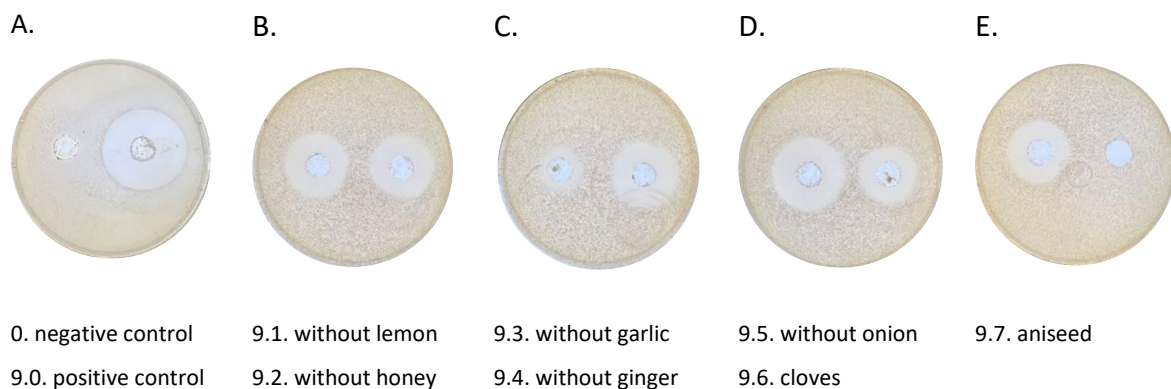 A.
B.
C.
D.
E.
0. negative control
9.0. positive control
9.1. without lemon
9.2. without honey
9.3. without garlic
9.4. without ginger
9.5. without onion
9.6. cloves
9.7. aniseed